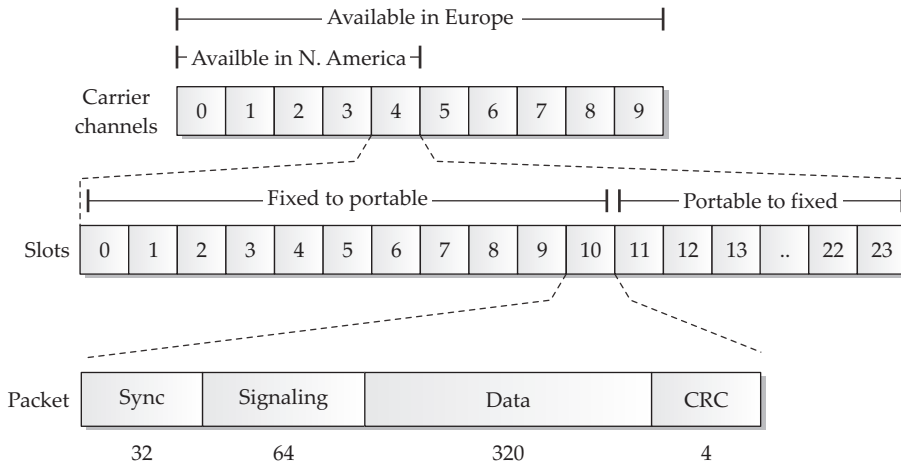 Available in Europe
Availble in N. America
Carrier channels 0 1 2 3 4 5 6 7 8 9
Fixed to portable Portable to fixed
Slots 0 1 2 3 4 5 6 7 8 9 10 11 12 13 .. 22 23
Packet Sync Signaling Data CRC
32 64 320 4